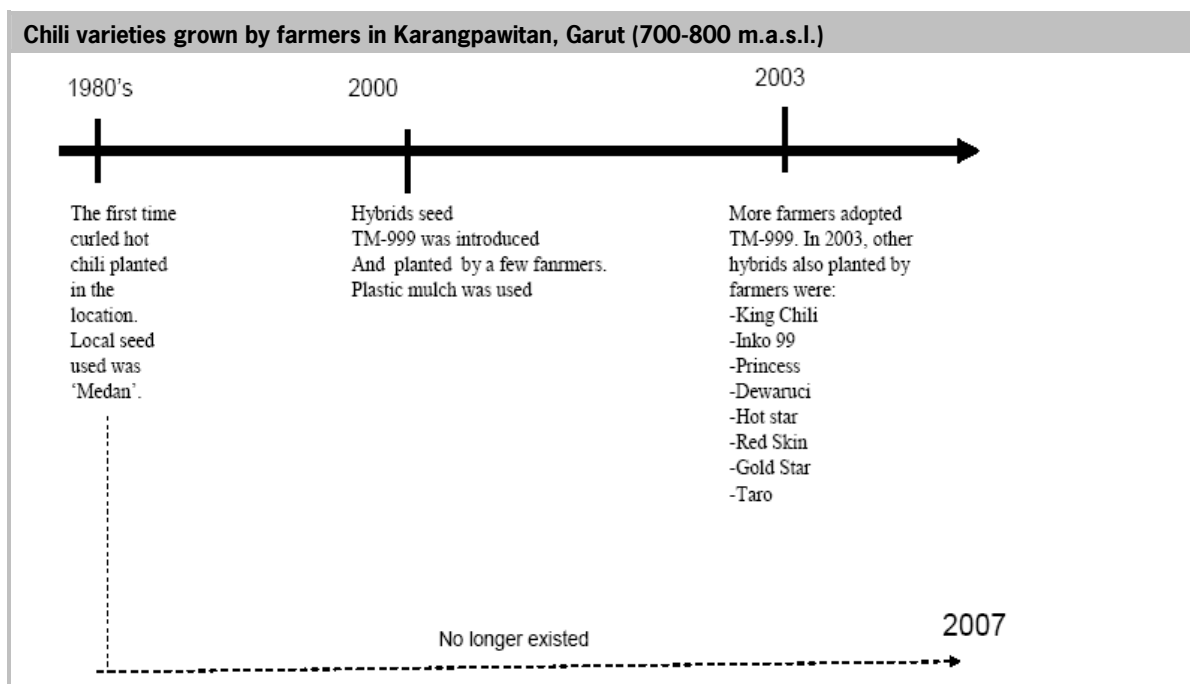 Chili varieties grown by farmers in Karangpawitan, Garut (700-800 m.a.s.l.)
1980's
2000
2003
The first time
curled hot
chili planted
in the
location.
Local seed
used was
‘Medan’.
Hybrids seed
TM-999 was introduced
And planted by a few fanrmers.
Plastic mulch was used
More farmers adopted
TM-999. In 2003, other
hybrids also planted by
farmers were:
-King Chili
-Inko 99
-Princess
-Dewaruci
-Hot star
-Red Skin
-Gold Star
-Taro
No longer existed
2007